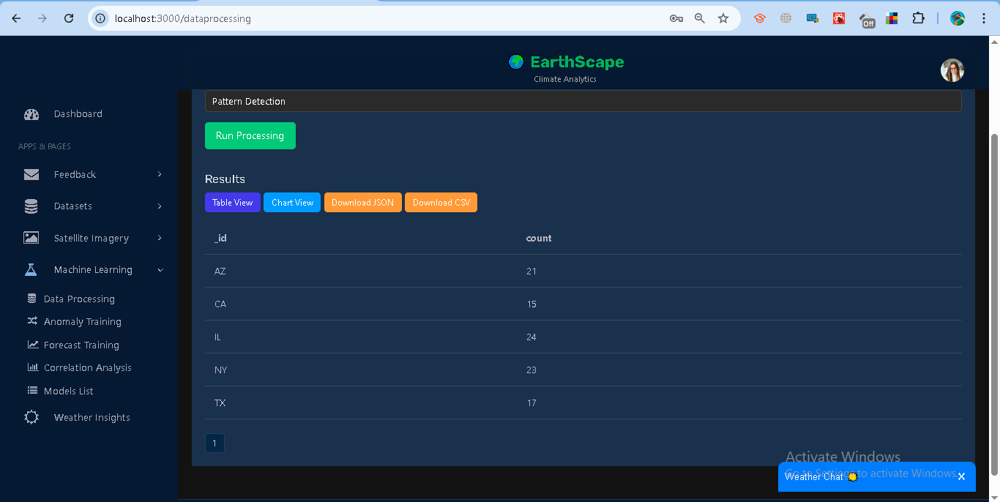 localhost:3000/dataprocessing
Off
EarthScape
Climate Analytics
Dashboard
APPS & PAGES
Feedback
Datasets
Satellite Imagery
Machine Learning
Data Processing
Anomaly Training
Forecast Training
Correlation Analysis
Models List
Weather Insights
Pattern Detection
Run Processing
Results
Table View Chart View Download JSON Download CSV
_id count
AZ 21
CA 15
IL 24
NY 23
TX 17
1
Activate Windows
Go to Settings to activate Windows.
Weather Chat
X